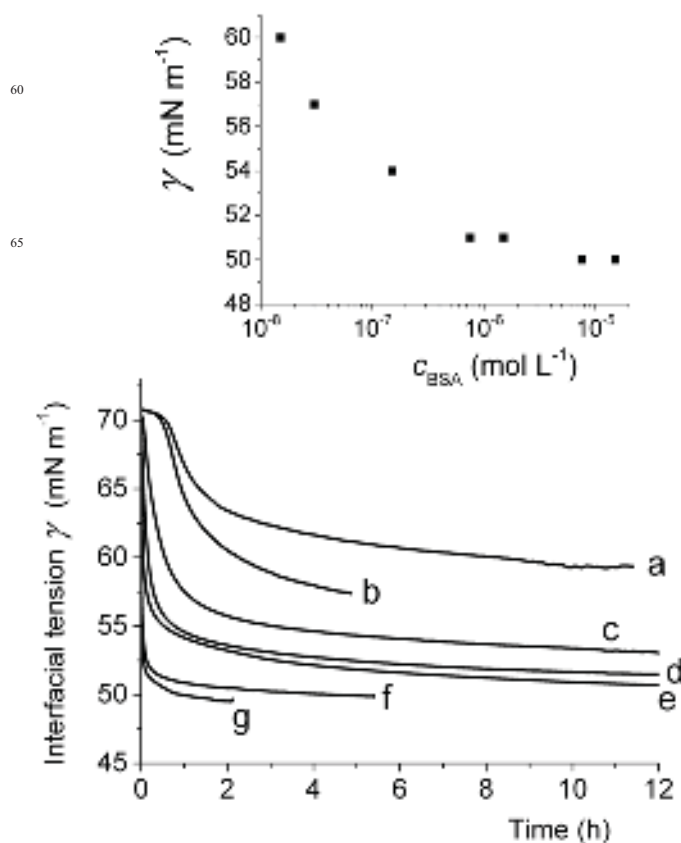 60
65
γ (mN m⁻¹)
60
58
56
54
52
50
48
10⁻⁸ 10⁻⁷ 10⁻⁶ 10⁻⁵
c_BSA (mol L⁻¹)
Interfacial tension γ (mN m⁻¹)
70
65
60
55
50
45
a
b
c
d
e
f
g
0 2 4 6 8 10 12
Time (h)